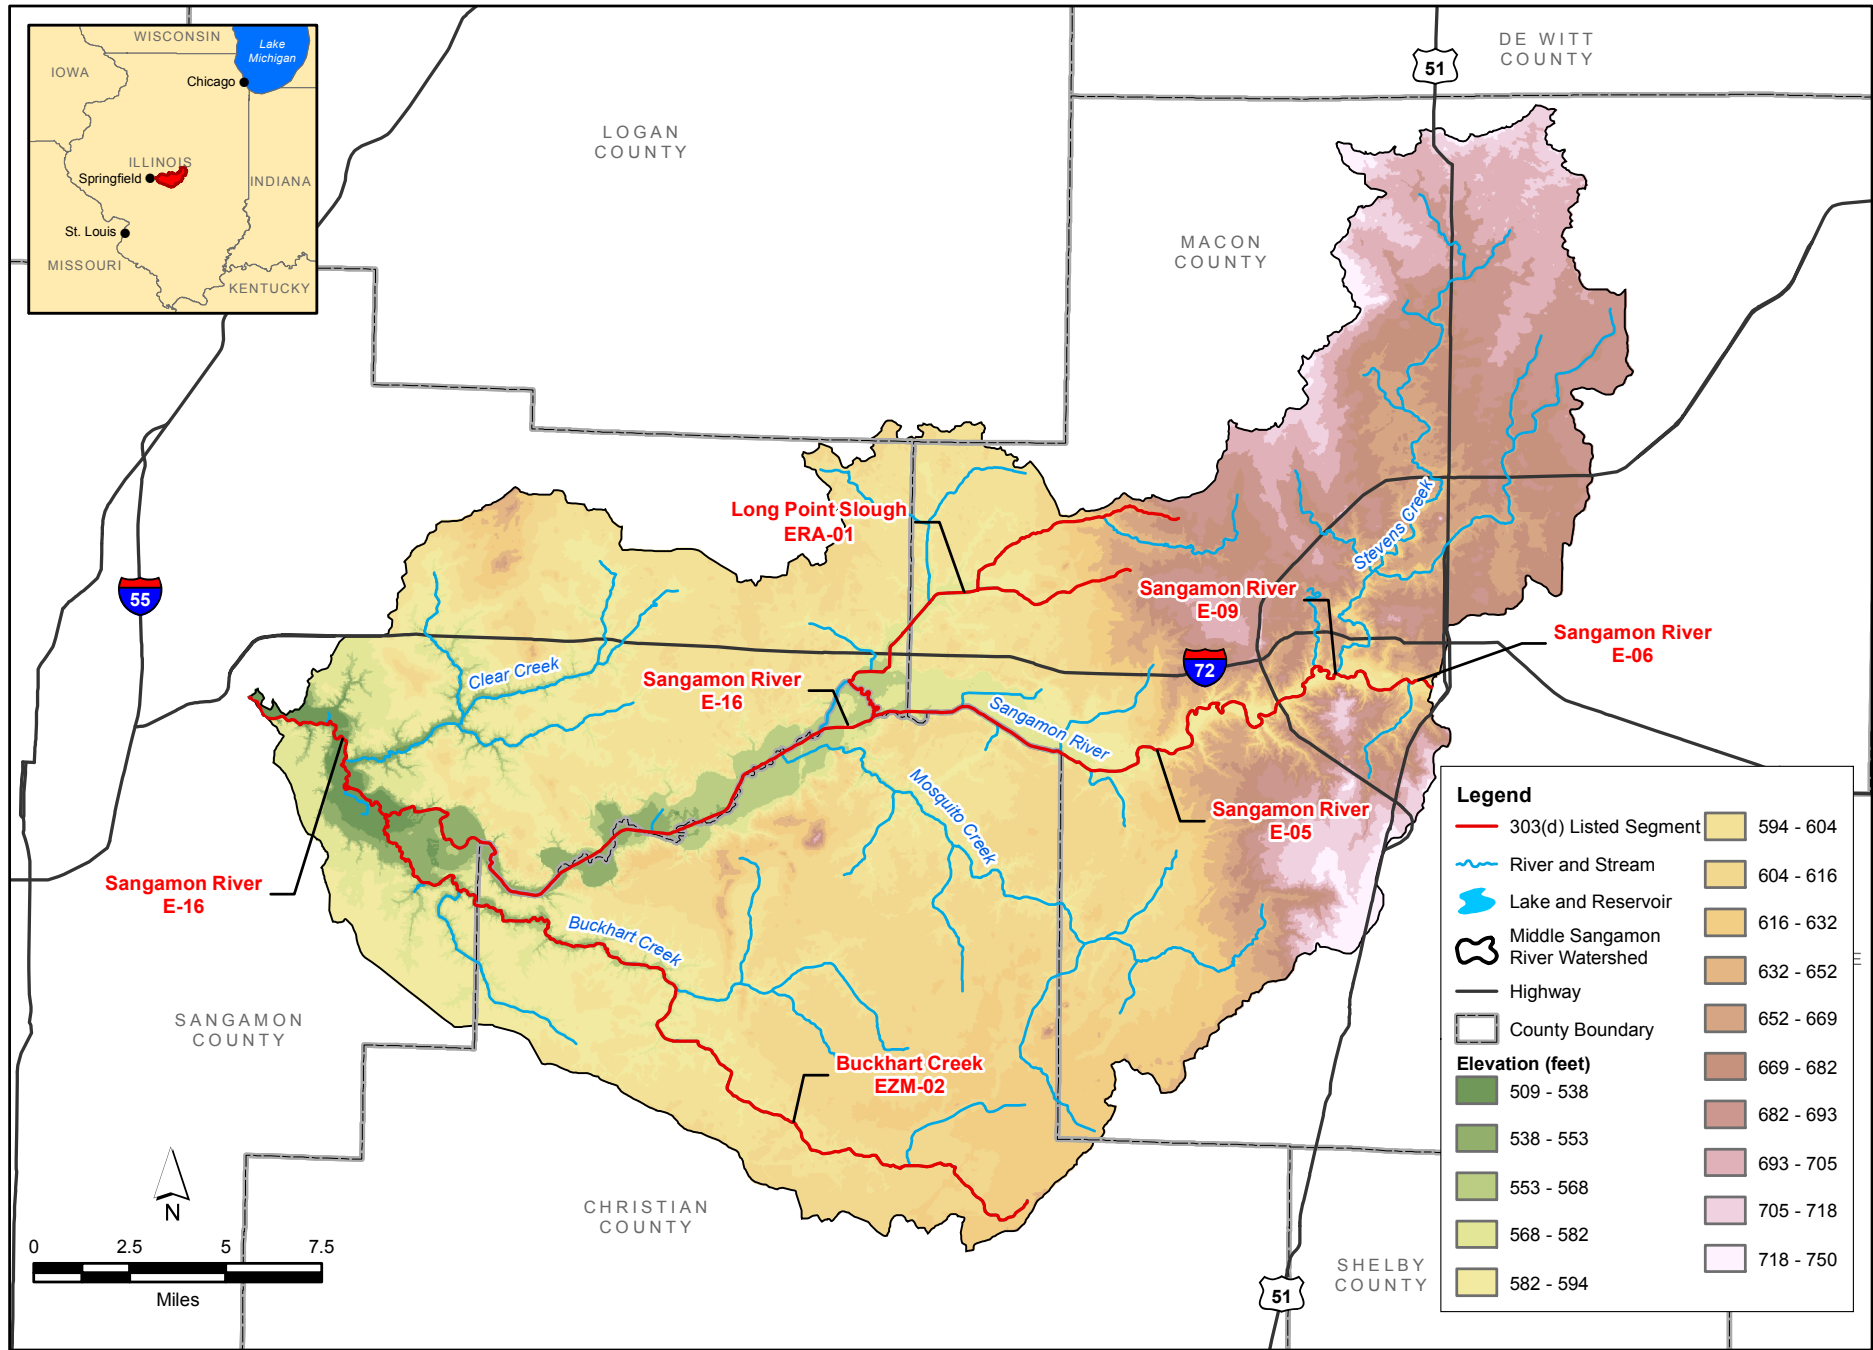 WISCONSIN
Lake
Michigan
IOWA
Chicago
ILLINOIS
Springfield
INDIANA
St. Louis
MISSOURI
KENTUCKY
51
DE WITT
COUNTY
LOGAN
COUNTY
MACON
COUNTY
Long Point Slough
ERA-01
Stevens Creek
Sangamon River
E-09
Sangamon River
E-06
55
72
Clear Creek
Sangamon River
E-16
Sangamon River
Mosquito Creek
Sangamon River
E-05
Sangamon River
E-16
Buckhart Creek
SANGAMON
COUNTY
Buckhart Creek
EZM-02
CHRISTIAN
COUNTY
SHELBY
COUNTY
51
N
0 2.5 5 7.5
Miles
Legend
303(d) Listed Segment
River and Stream
Lake and Reservoir
Middle Sangamon
River Watershed
Highway
County Boundary
Elevation (feet)
509 - 538
538 - 553
553 - 568
568 - 582
582 - 594
594 - 604
604 - 616
616 - 632
632 - 652
652 - 669
669 - 682
682 - 693
693 - 705
705 - 718
718 - 750